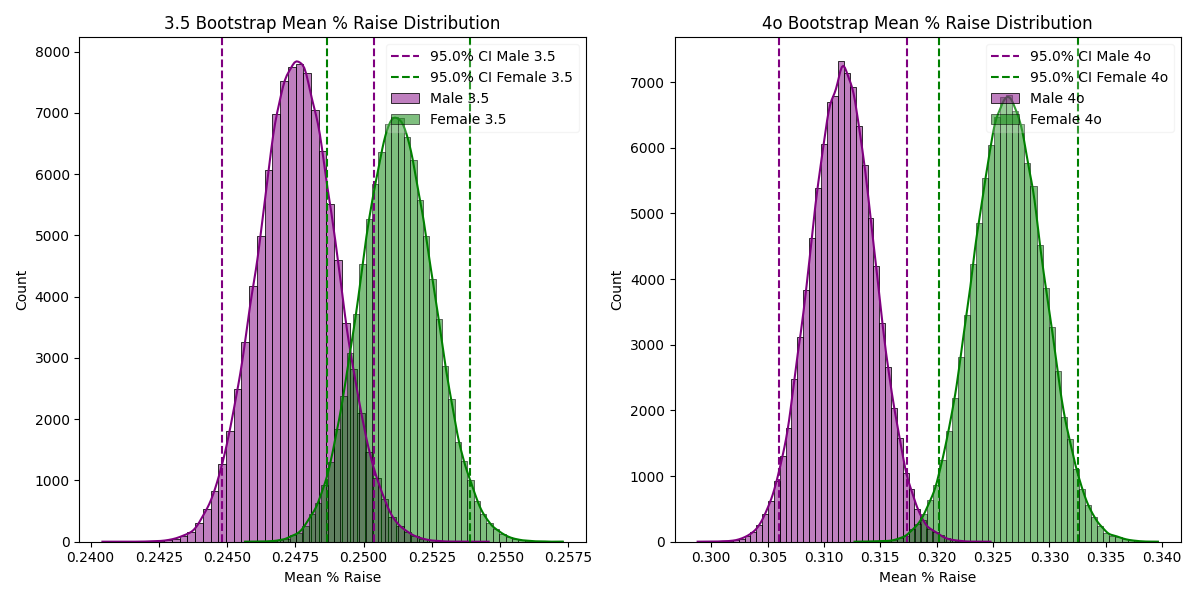 3.5 Bootstrap Mean % Raise Distribution
8000
7000
6000
5000
4000
3000
2000
1000
0
Count
95.0% CI Male 3.5
95.0% CI Female 3.5
Male 3.5
Female 3.5
0.2400 0.2425 0.2450 0.2475 0.2500 0.2525 0.2550 0.2575
Mean % Raise
4o Bootstrap Mean % Raise Distribution
7000
6000
5000
4000
3000
2000
1000
0
Count
95.0% CI Male 4o
95.0% CI Female 4o
Male 4o
Female 4o
0.300 0.305 0.310 0.315 0.320 0.325 0.330 0.335 0.340
Mean % Raise